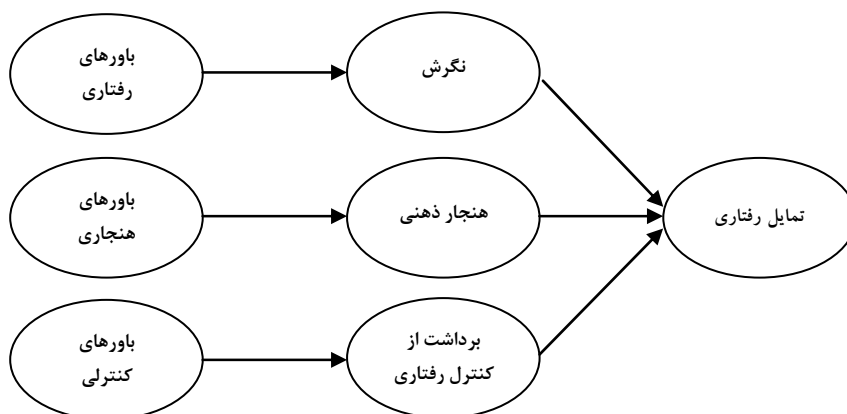 باورهای
رفتاری
نگرش
باورهای
هنجاری
هنجار ذهنی
تمایل رفتاری
باورهای
کنترلی
برداشت از
کنترل رفتاری